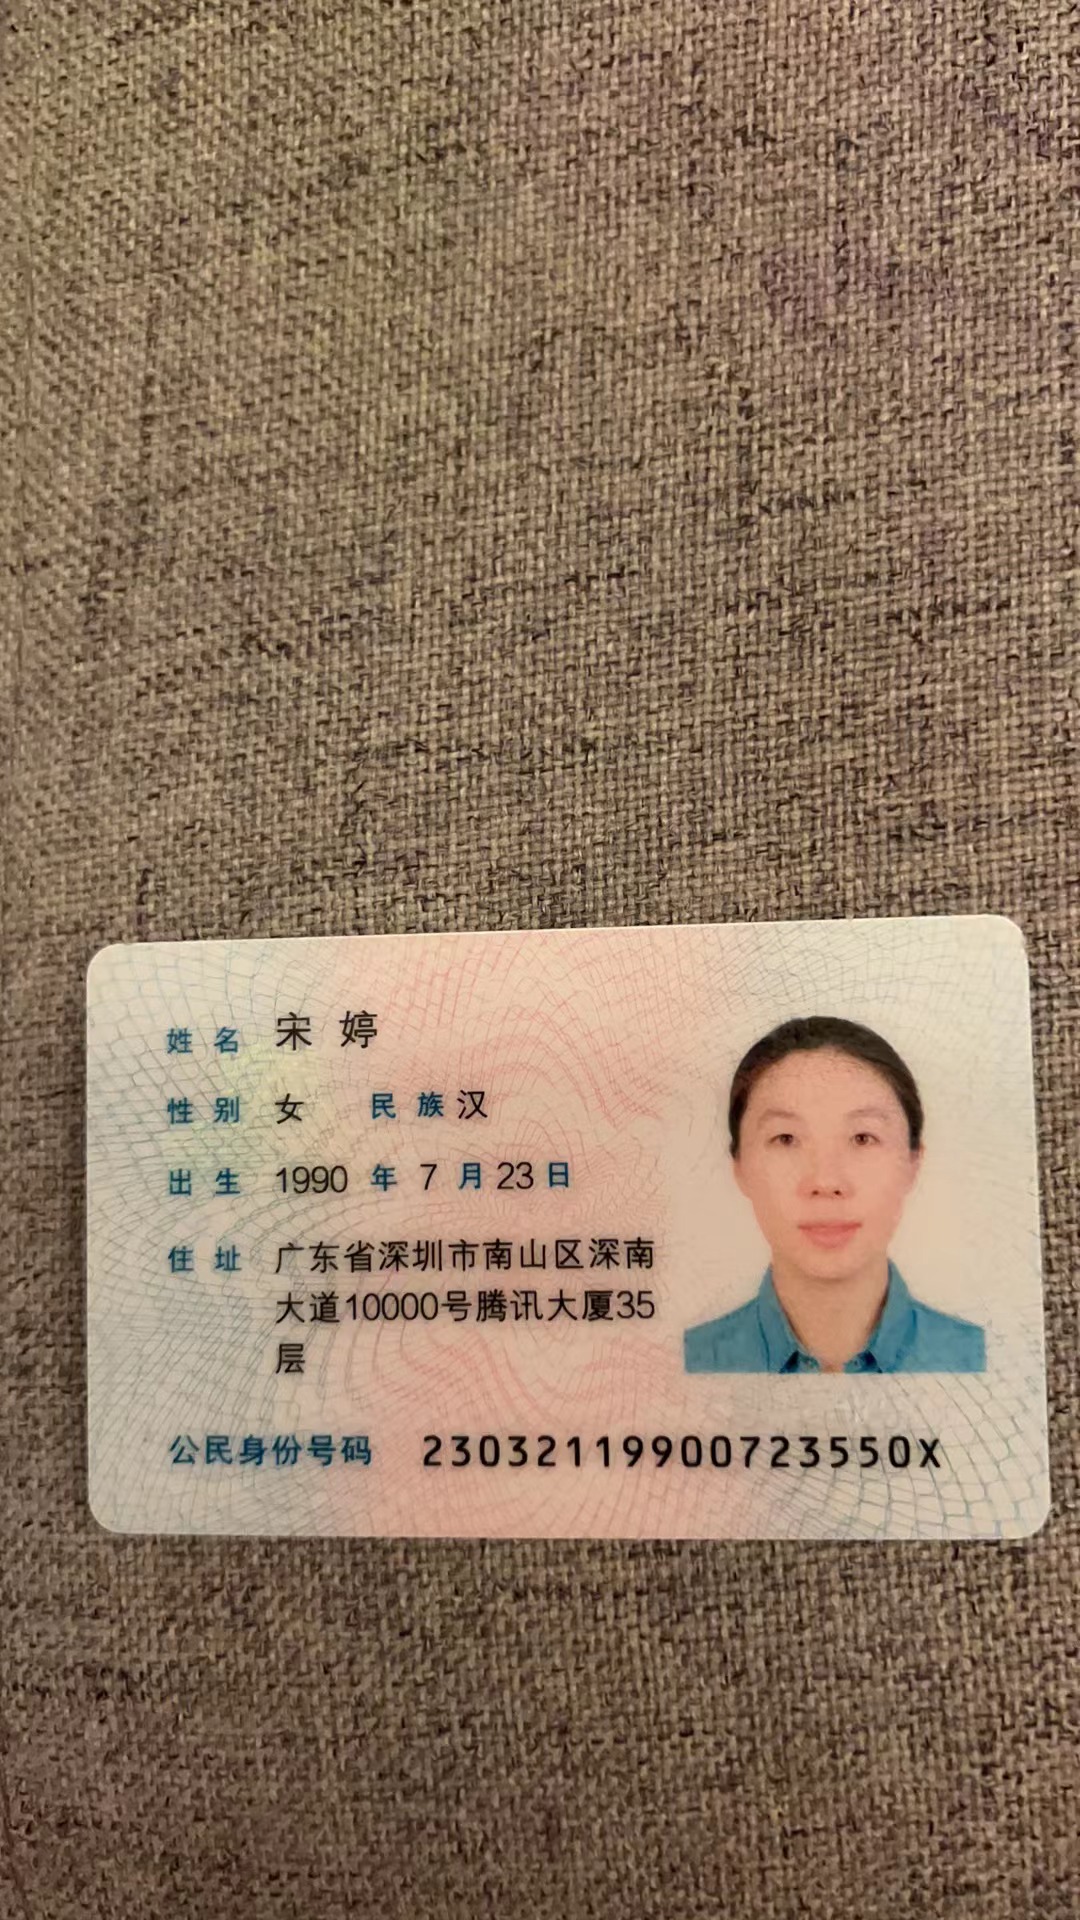 姓名 宋婷
性别 女 民族 汉
出生 1990 年 7 月 23 日
住址 广东省深圳市南山区深南
大道10000号腾讯大厦35
层
公民身份号码 23032119900723550X